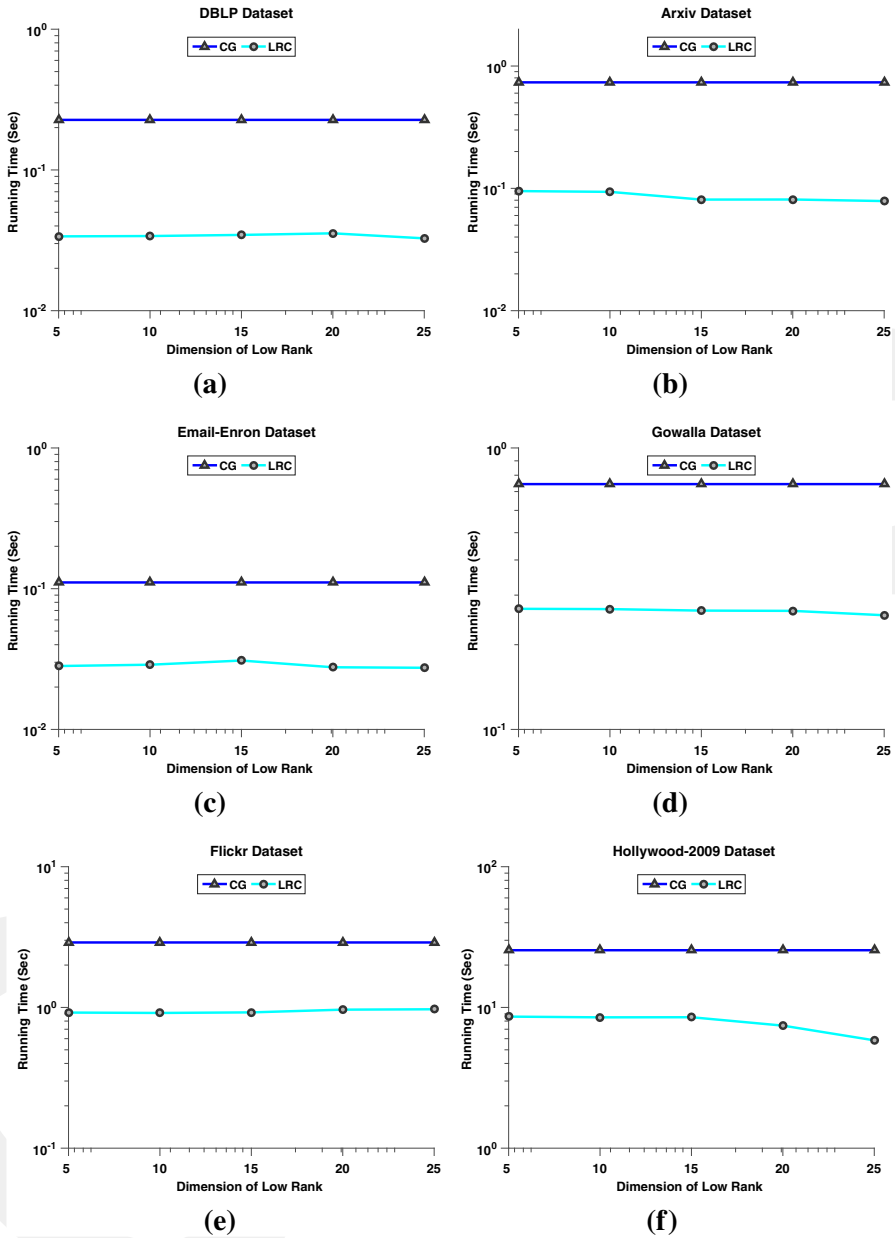 DBLP Dataset
CG LRC
Running Time (Sec)
10^0
10^-1
10^-2
5 10 15 20 25
Dimension of Low Rank
(a)
Arxiv Dataset
CG LRC
Running Time (Sec)
10^0
10^-1
10^-2
5 10 15 20 25
Dimension of Low Rank
(b)
Email-Enron Dataset
CG LRC
Running Time (Sec)
10^0
10^-1
10^-2
5 10 15 20 25
Dimension of Low Rank
(c)
Gowalla Dataset
CG LRC
Running Time (Sec)
10^0
10^-1
5 10 15 20 25
Dimension of Low Rank
(d)
Flickr Dataset
CG LRC
Running Time (Sec)
10^1
10^0
10^-1
5 10 15 20 25
Dimension of Low Rank
(e)
Hollywood-2009 Dataset
CG LRC
Running Time (Sec)
10^2
10^1
10^0
5 10 15 20 25
Dimension of Low Rank
(f)